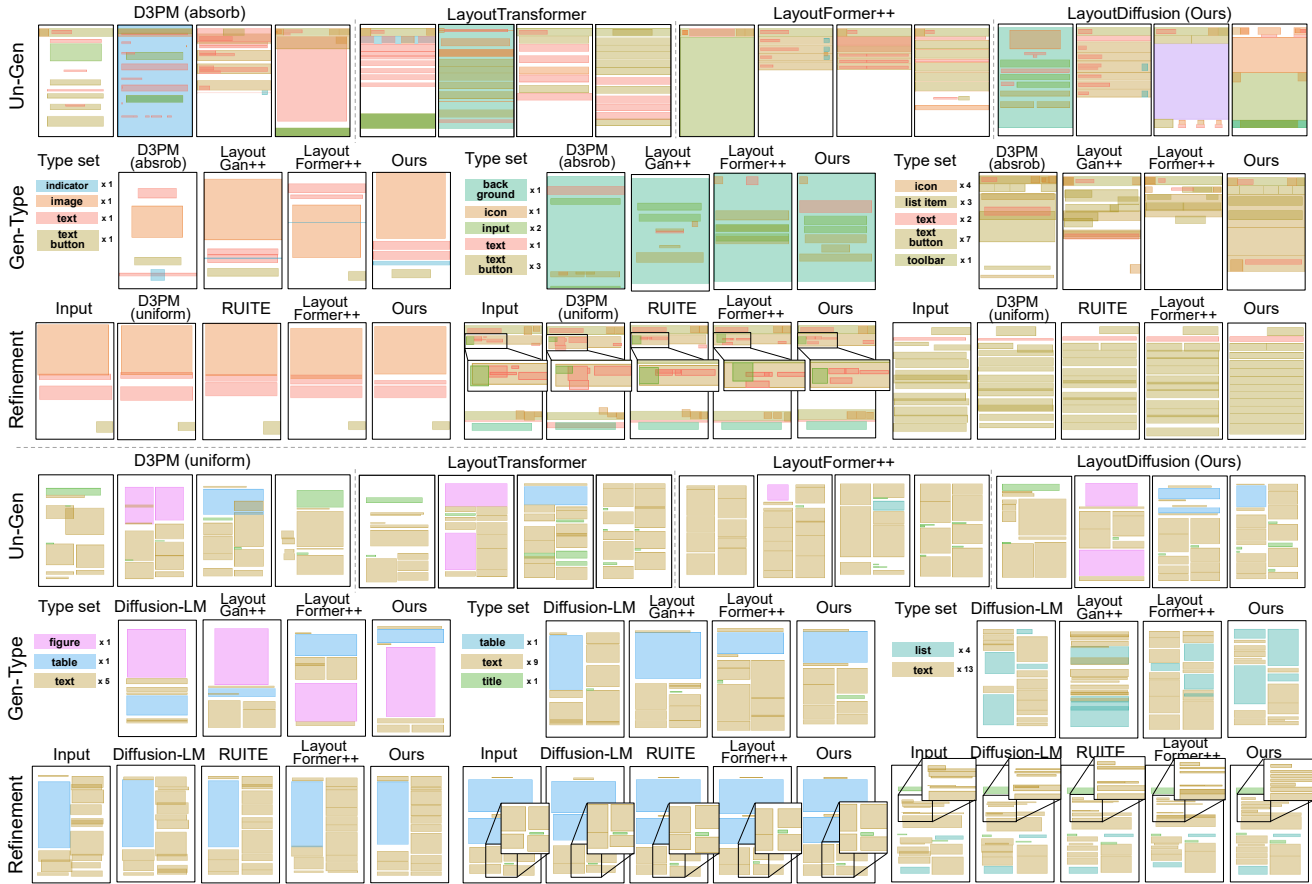 D3PM (absorb) LayoutTransformer LayoutFormer++ LayoutDiffusion (Ours)
Un-Gen
Gen-Type
Type set D3PM (absrob) Layout Gan++ Layout Former++ Ours
indicator x 1
image x 1
text x 1
text button x 1
Type set D3PM (absrob) Layout Gan++ Layout Former++ Ours
back ground x 1
icon x 1
input x 2
text x 1
text button x 3
Type set D3PM (absrob) Layout Gan++ Layout Former++ Ours
icon x 4
list item x 3
text x 2
text button x 7
toolbar x 1
Refinement
Input D3PM (uniform) RUITE Layout Former++ Ours
Input D3PM (uniform) RUITE Layout Former++ Ours
Input D3PM (uniform) RUITE Layout Former++ Ours
D3PM (uniform) LayoutTransformer LayoutFormer++ LayoutDiffusion (Ours)
Un-Gen
Gen-Type
Type set Diffusion-LM Layout Gan++ Layout Former++ Ours
figure x 1
table x 1
text x 5
Type set Diffusion-LM Layout Gan++ Layout Former++ Ours
table x 1
text x 9
title x 1
Type set Diffusion-LM Layout Gan++ Layout Former++ Ours
list x 4
text x 13
Refinement
Input Diffusion-LM RUITE Layout Former++ Ours
Input Diffusion-LM RUITE Layout Former++ Ours
Input Diffusion-LM RUITE Layout Former++ Ours